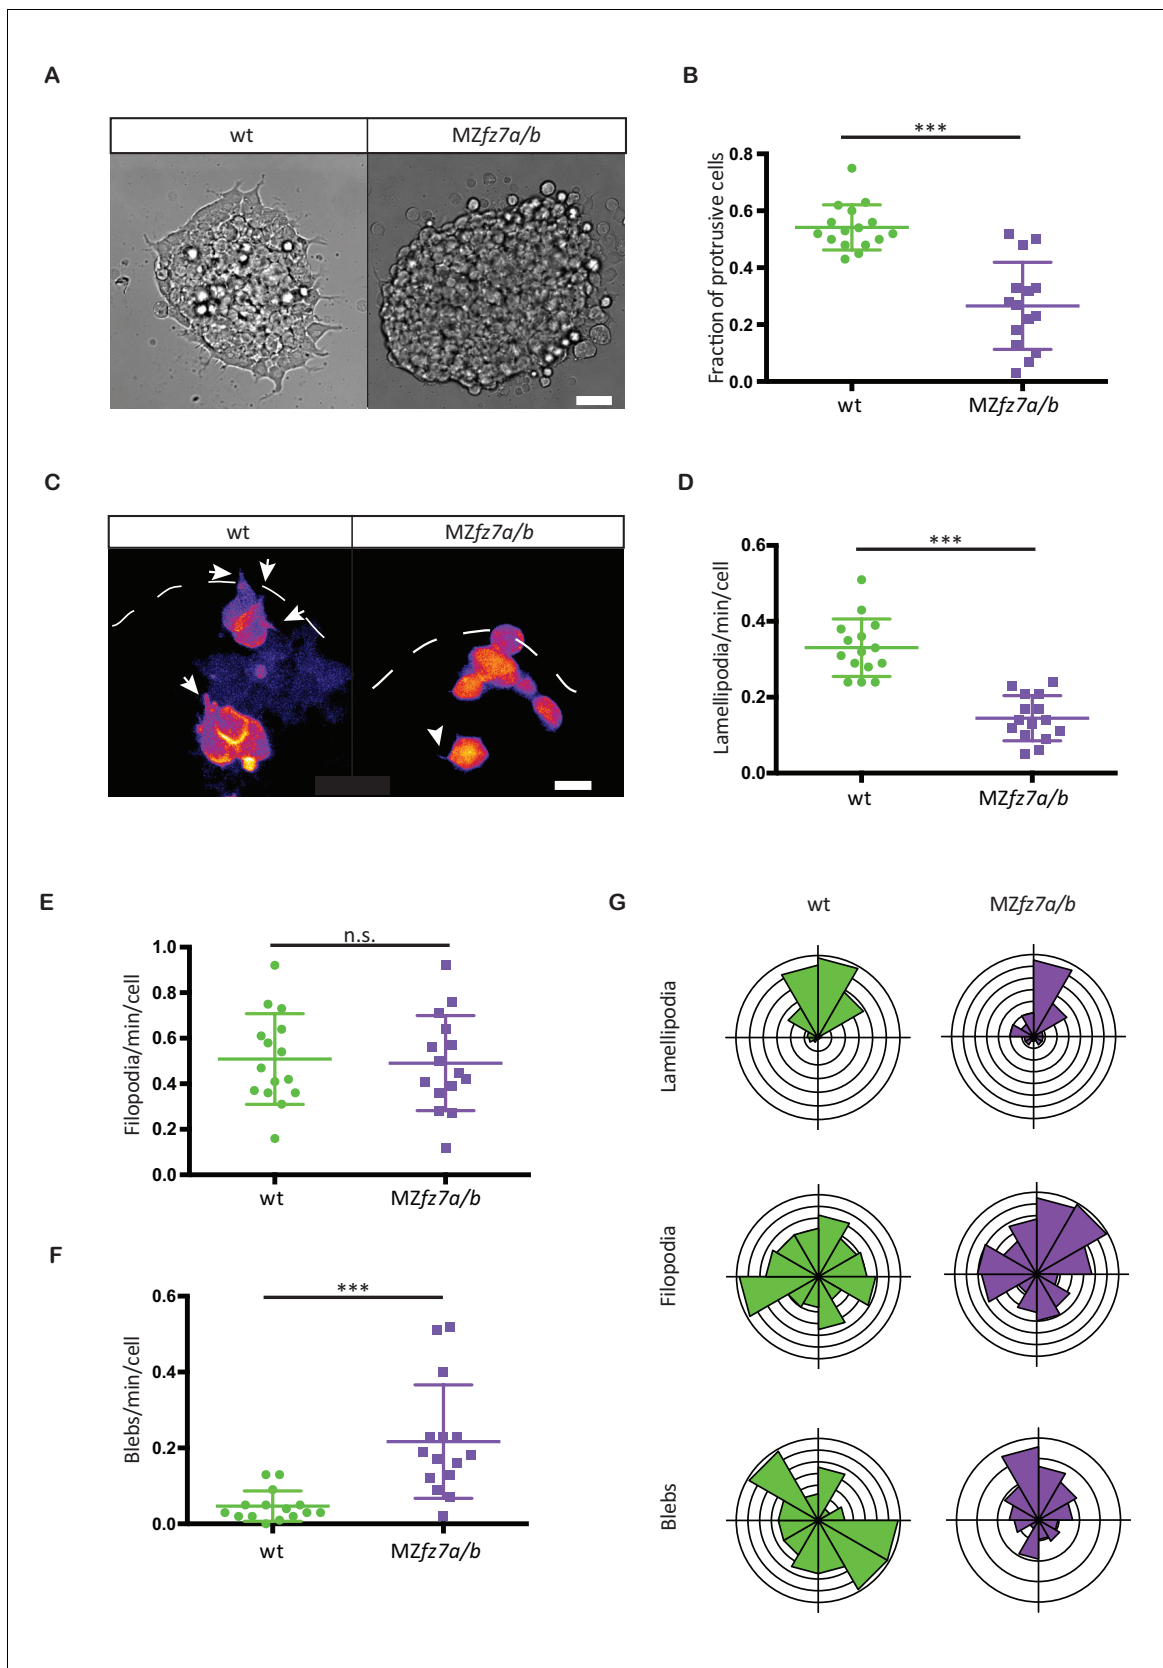 A
wt
MZfz7a/b
B
***
Fraction of protrusive cells
0.8
0.6
0.4
0.2
0.0
wt
MZfz7a/b
C
wt
MZfz7a/b
D
***
Lamellipodia/min/cell
0.6
0.4
0.2
0.0
wt
MZfz7a/b
E
n.s.
Filopodia/min/cell
1.0
0.8
0.6
0.4
0.2
0.0
wt
MZfz7a/b
F
***
Blebs/min/cell
0.6
0.4
0.2
0.0
wt
MZfz7a/b
G
wt
MZfz7a/b
Lamellipodia
Filopodia
Blebs